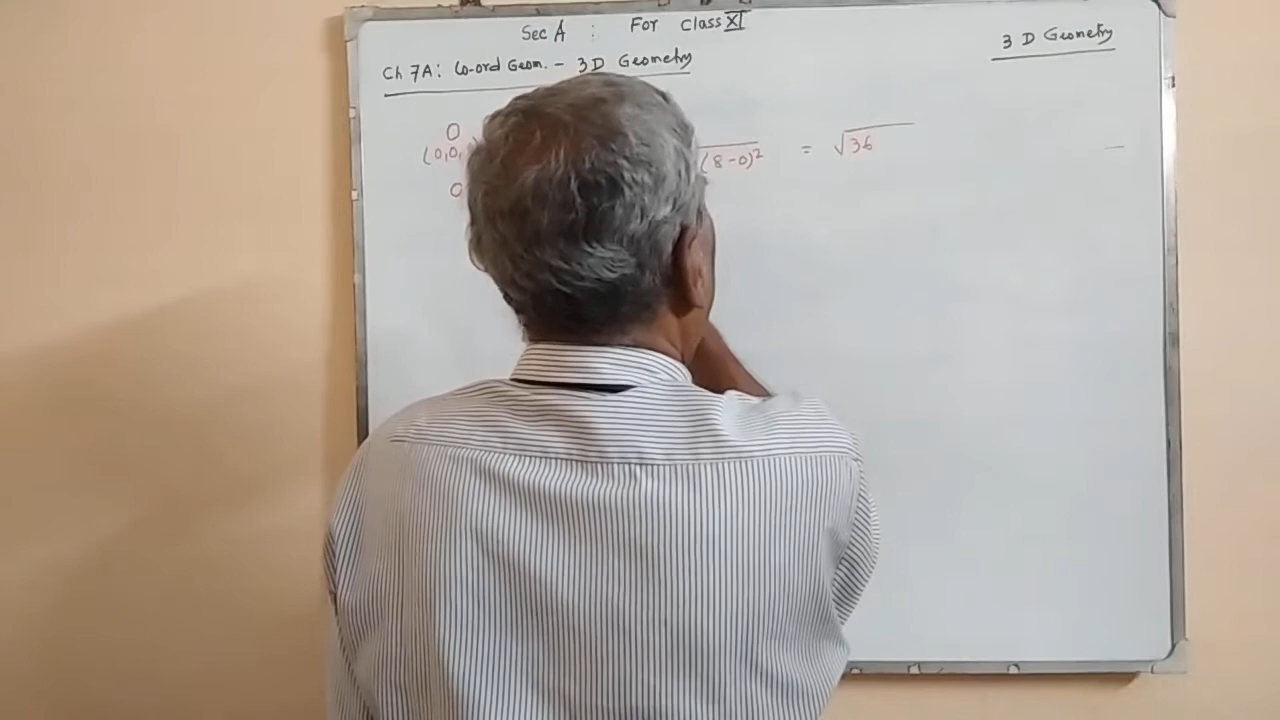 Sec A : For Class XI
3 D Geometry
Ch 7A: Co-ord Geom. - 3D Geometry
O
(0,0,
(8-0)² = √36
O